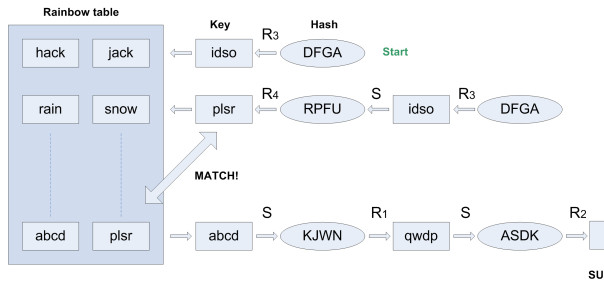 Rainbow table
Key Hash
hack jack idso R3 DFGA Start
rain snow plsr R4 RPFU S idso R3 DFGA
MATCH!
abcd plsr abcd S KJWN R1 qwdp S ASDK R2
SU